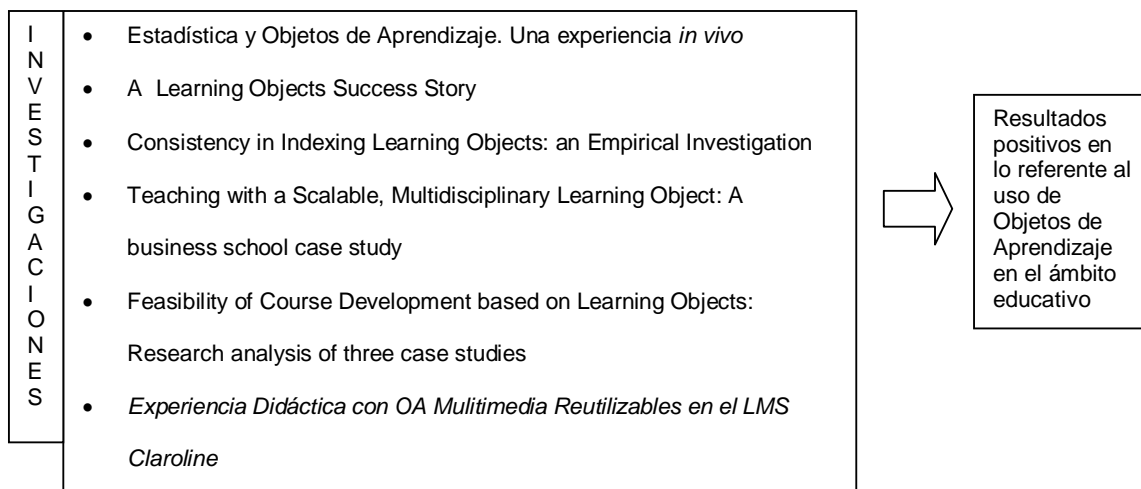 I
N
V
E
S
T
I
G
A
C
I
O
N
E
S
• Estadística y Objetos de Aprendizaje. Una experiencia in vivo
• A Learning Objects Success Story
• Consistency in Indexing Learning Objects: an Empirical Investigation
• Teaching with a Scalable, Multidisciplinary Learning Object: A
business school case study
• Feasibility of Course Development based on Learning Objects:
Research analysis of three case studies
• Experiencia Didáctica con OA Mulitimedia Reutilizables en el LMS
Claroline
Resultados
positivos en
lo referente al
uso de
Objetos de
Aprendizaje
en el ámbito
educativo